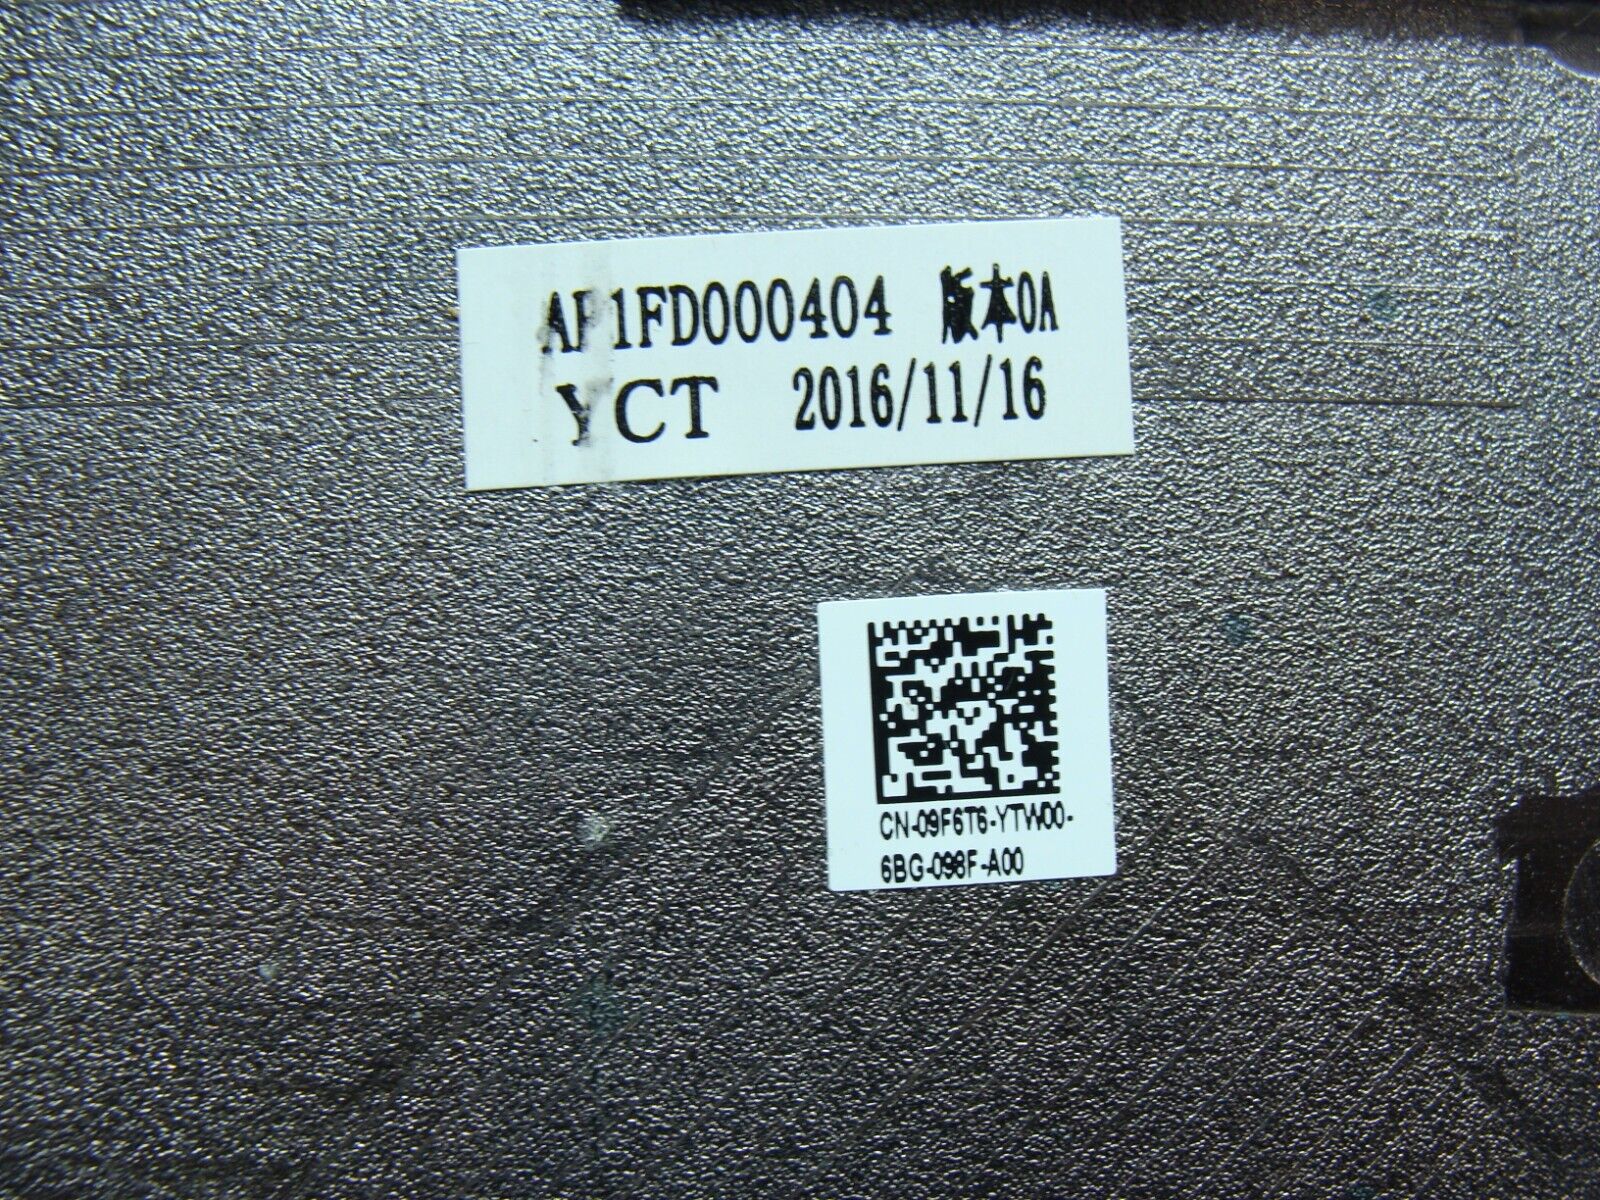 AP1FD000404 版本0A
YCT 2016/11/16
CN-09F6T6-YTW00-
6BG-098F-A00